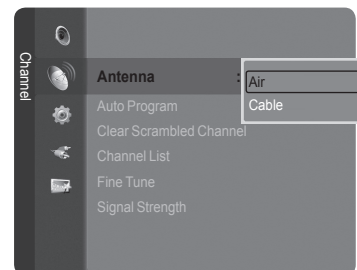 Channel
Antenna : Air
Cable
Auto Program
Clear Scrambled Channel
Channel List
Fine Tune
Signal Strength